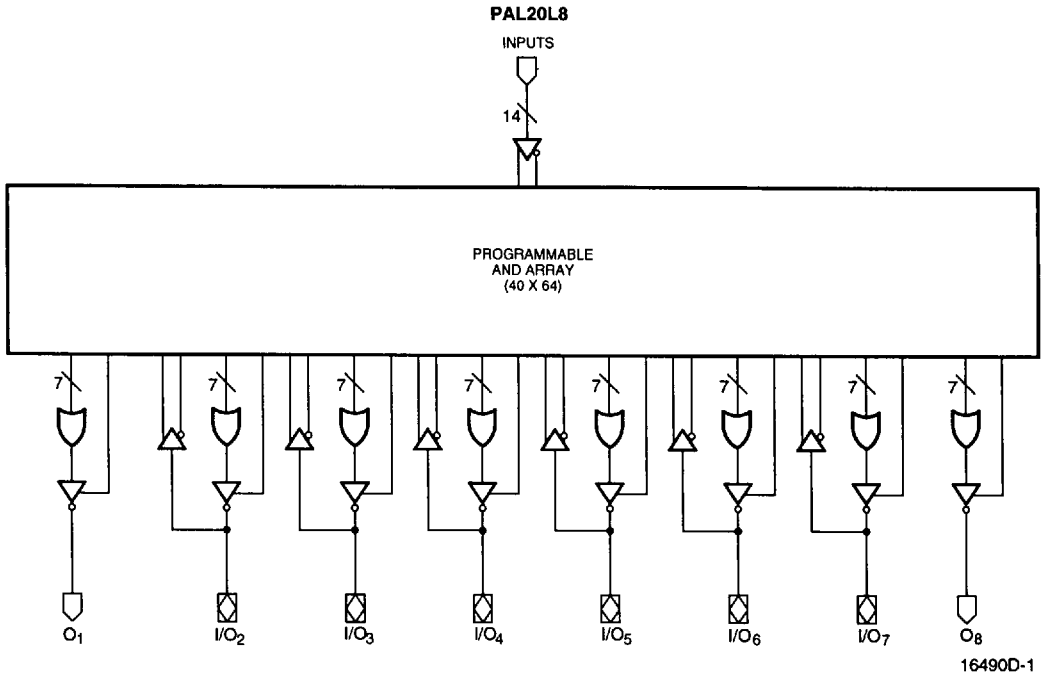 PAL20L8
INPUTS
14
PROGRAMMABLE
AND ARRAY
(40 X 64)
7 7 7 7 7 7 7 7
O1 I/O2 I/O3 I/O4 I/O5 I/O6 I/O7 O8
16490D-1